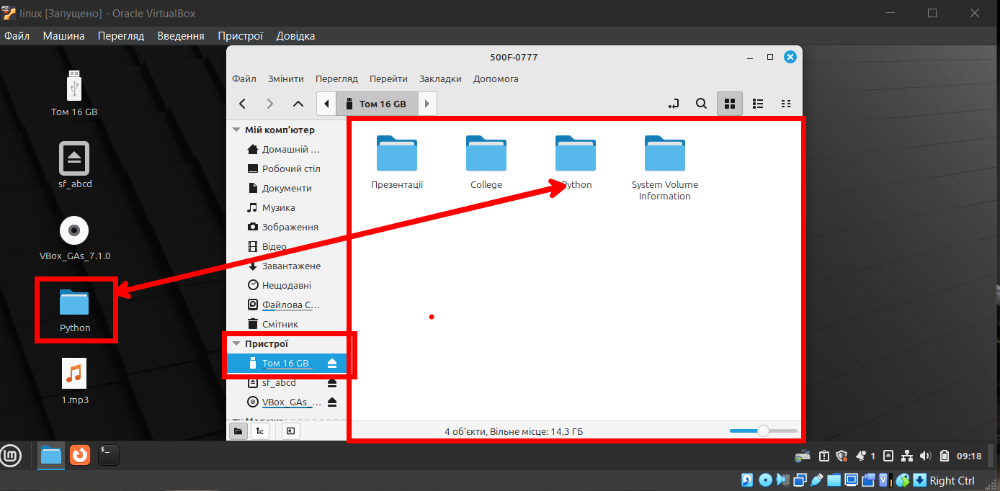 linux [Запущено] - Oracle VirtualBox
Файл Машина Перегляд Введення Пристрої Довідка
Том 16 GB
sf_abcd
VBox_GAs_7.1.0
Python
1.mp3
500F-0777
Файл Змінити Перегляд Перейти Закладки Допомога
Том 16 GB
Мій комп’ютер
Домашній ...
Робочий стіл
Документи
Музика
Зображення
Відео
Завантажене
Нещодавні
Файлова С...
Смітник
Пристрої
Том 16 GB
sf_abcd
VBox_GAs_...
Презентації
College
Python
System Volume
Information
4 об'єкти, Вільне місце: 14,3 ГБ
$_
1
09:18
Right Ctrl